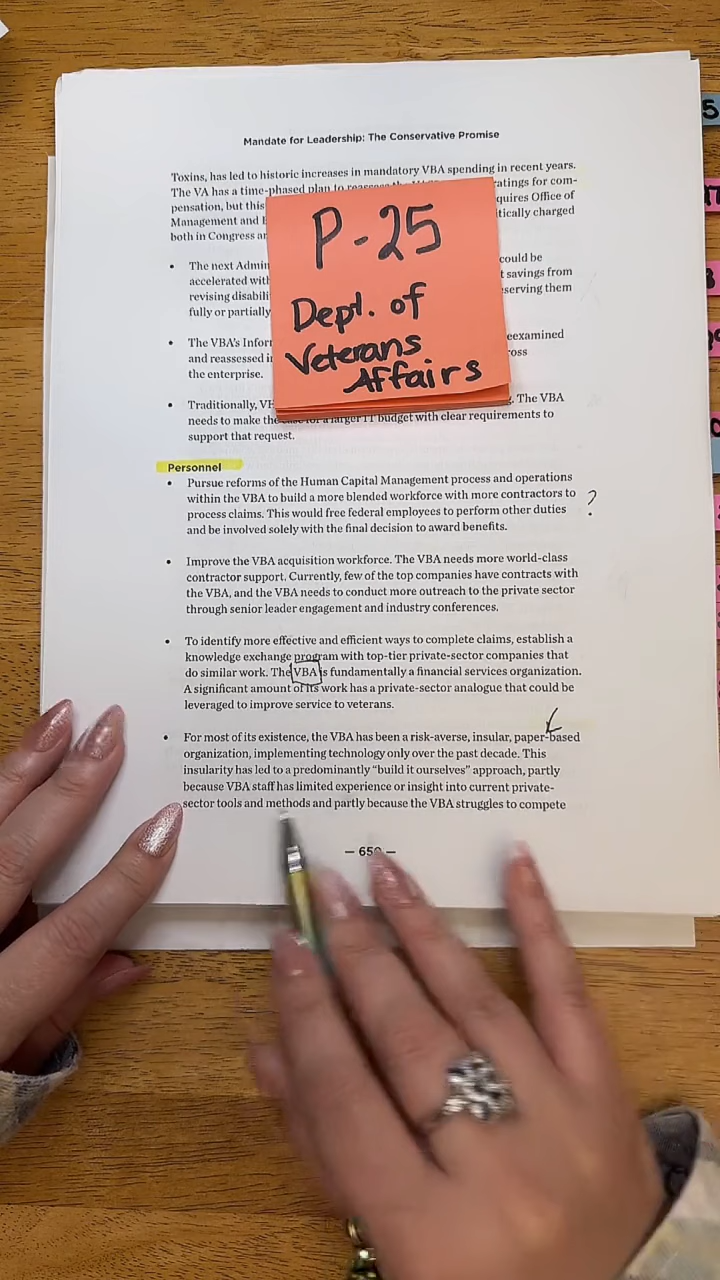 Mandate for Leadership: The Conservative Promise
Toxins, has led to historic increases in mandatory VBA spending in recent years.
The VA has a time-phased plan to reassess the ratings for com-
pensation, but this quires Office of
Management and tically charged
both in Congress
P-25
Dept. of
Veterans
Affairs
• The next could be
accelerated savings from
revising serving them
fully or partially
• The VBA's
and reassessed
the enterprise.
• Traditionally, The VBA
needs to make the case for a larger IT budget with clear requirements to
support that request.
Personnel
• Pursue reforms of the Human Capital Management process and operations
within the VBA to build a more blended workforce with more contractors to
process claims. This would free federal employees to perform other duties
and be involved solely with the final decision to award benefits.
?
• Improve the VBA acquisition workforce. The VBA needs more world-class
contractor support. Currently, few of the top companies have contracts with
the VBA, and the VBA needs to conduct more outreach to the private sector
through senior leader engagement and industry conferences.
• To identify more effective and efficient ways to complete claims, establish a
knowledge exchange program with top-tier private-sector companies that
do similar work. The VBA is fundamentally a financial services organization.
A significant amount of its work has a private-sector analogue that could be
leveraged to improve service to veterans.
• For most of its existence, the VBA has been a risk-averse, insular, paper-based
organization, implementing technology only over the past decade. This
insularity has led to a predominantly “build it ourselves” approach, partly
because VBA staff has limited experience or insight into current private-
sector tools and methods and partly because the VBA struggles to compete
— 650 —
5